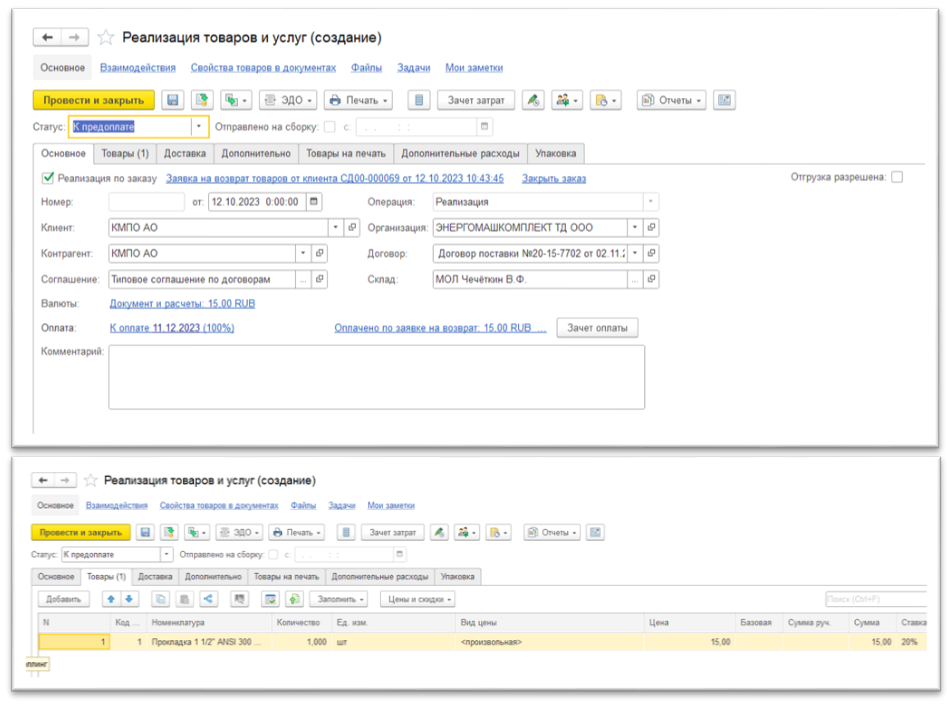 Реализация товаров и услуг (создание)
Основное Взаимодействия Свойства товаров в документах Файлы Задачи Мои заметки
Провести и закрыть ЭДО Печать Зачет затрат Отчеты
Статус: К предоплате Отправлено на сборку: с: . . : :
Основное Товары (1) Доставка Дополнительно Товары на печать Дополнительные расходы Упаковка
Реализация по заказу Заявка на возврат товаров от клиента СД00-000069 от 12.10.2023 10:43:45 Закрыть заказ Отгрузка разрешена:
Номер: от: 12.10.2023 0:00:00 Операция: Реализация
Клиент: КМПО АО Организация: ЭНЕРГОМАШКОМПЛЕКТ ТД ООО
Контрагент: КМПО АО Договор: Договор поставки №20-15-7702 от 02.11.2
Соглашение: Типовое соглашение по договорам ... Склад: МОЛ Чечёткин В.Ф. ...
Валюты: Документ и расчеты: 15.00 RUB
Оплата: К оплате 11.12.2023 (100%) Оплачено по заявке на возврат: 15.00 RUB ... Зачет оплаты
Комментарий:
Реализация товаров и услуг (создание)
Основное Взаимодействия Свойства товаров в документах Файлы Задачи Мои заметки
Провести и закрыть ЭДО Печать Зачет затрат Отчеты
Статус: К предоплате Отправлено на сборку: с: . . : :
Основное Товары (1) Доставка Дополнительно Товары на печать Дополнительные расходы Упаковка
Добавить Заполнить Цены и скидки Поиск (Ctrl+F)
N Код ... Номенклатура Количество Ед. изм. Вид цены Цена Базовая Сумма руч. Сумма Ставка
1 1 Прокладка 1 1/2" ANSI 300 ... 1,000 шт <произвольная> 15,00 15,00 20%
ллинг